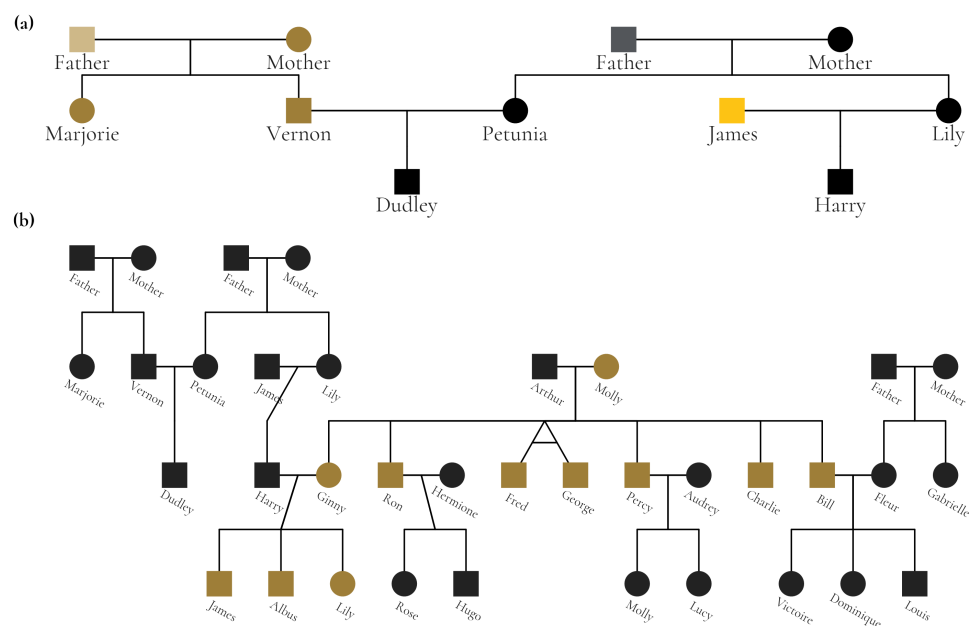 (a)
Father
Mother
Father
Mother
Marjorie
Vernon
Petunia
James
Lily
Dudley
Harry
(b)
Father
Mother
Father
Mother
Marjorie
Vernon
Petunia
James
Lily
Arthur
Molly
Father
Mother
Dudley
Harry
Ginny
Ron
Hermione
Fred
George
Percy
Audrey
Charlie
Bill
Fleur
Gabrielle
James
Albus
Lily
Rose
Hugo
Molly
Lucy
Victoire
Dominique
Louis